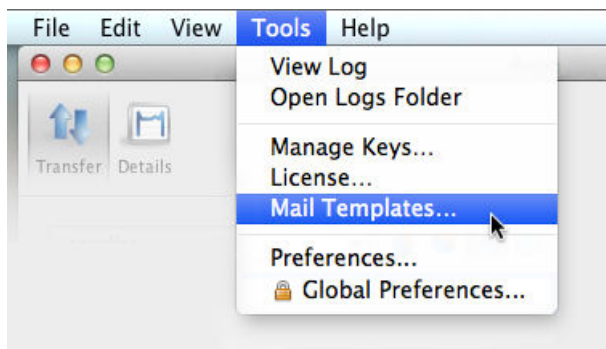 File Edit View Tools Help
View Log
Open Logs Folder
Transfer Details
Manage Keys...
License...
Mail Templates...
Preferences...
Global Preferences...